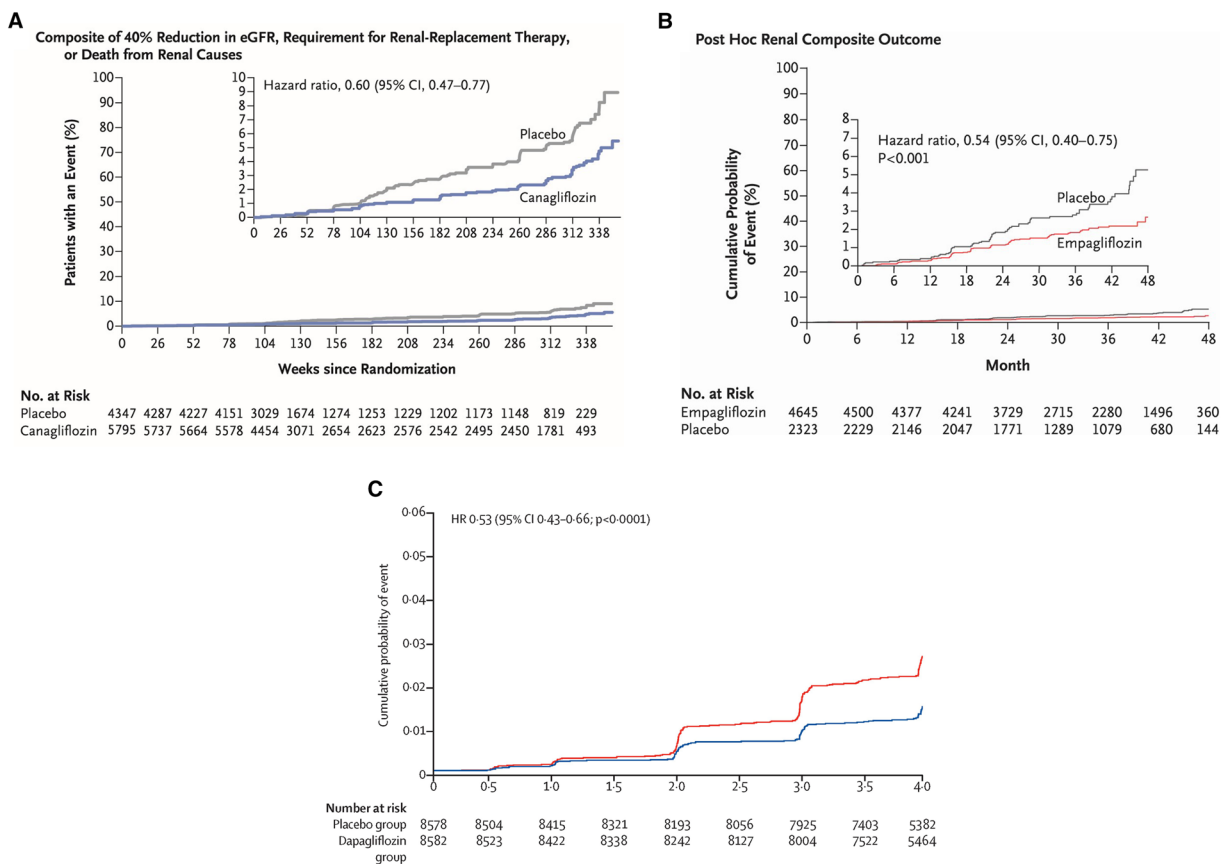 A
Composite of 40% Reduction in eGFR, Requirement for Renal-Replacement Therapy,
or Death from Renal Causes
Patients with an Event (%)
100
90
80
70
60
50
40
30
20
10
0
10
9
8
7
6
5
4
3
2
1
0
Hazard ratio, 0.60 (95% CI, 0.47–0.77)
Placebo
Canagliflozin
0 26 52 78 104 130 156 182 208 234 260 286 312 338
0 26 52 78 104 130 156 182 208 234 260 286 312 338
Weeks since Randomization
No. at Risk
Placebo 4347 4287 4227 4151 3029 1674 1274 1253 1229 1202 1173 1148 819 229
Canagliflozin 5795 5737 5664 5578 4454 3071 2654 2623 2576 2542 2495 2450 1781 493
B
Post Hoc Renal Composite Outcome
Cumulative Probability
of Event (%)
100
90
80
70
60
50
40
30
20
10
0
8
7
6
5
4
3
2
1
0
Hazard ratio, 0.54 (95% CI, 0.40–0.75)
P<0.001
Placebo
Empagliflozin
0 6 12 18 24 30 36 42 48
0 6 12 18 24 30 36 42 48
Month
No. at Risk
Empagliflozin 4645 4500 4377 4241 3729 2715 2280 1496 360
Placebo 2323 2229 2146 2047 1771 1289 1079 680 144
C
Cumulative probability of event
0·06
0·05
0·04
0·03
0·02
0·01
0
HR 0·53 (95% CI 0·43–0·66; p<0·0001)
0 0·5 1·0 1·5 2·0 2·5 3·0 3·5 4·0
Number at risk
Placebo group 8578 8504 8415 8321 8193 8056 7925 7403 5382
Dapagliflozin 8582 8523 8422 8338 8242 8127 8004 7522 5464
group